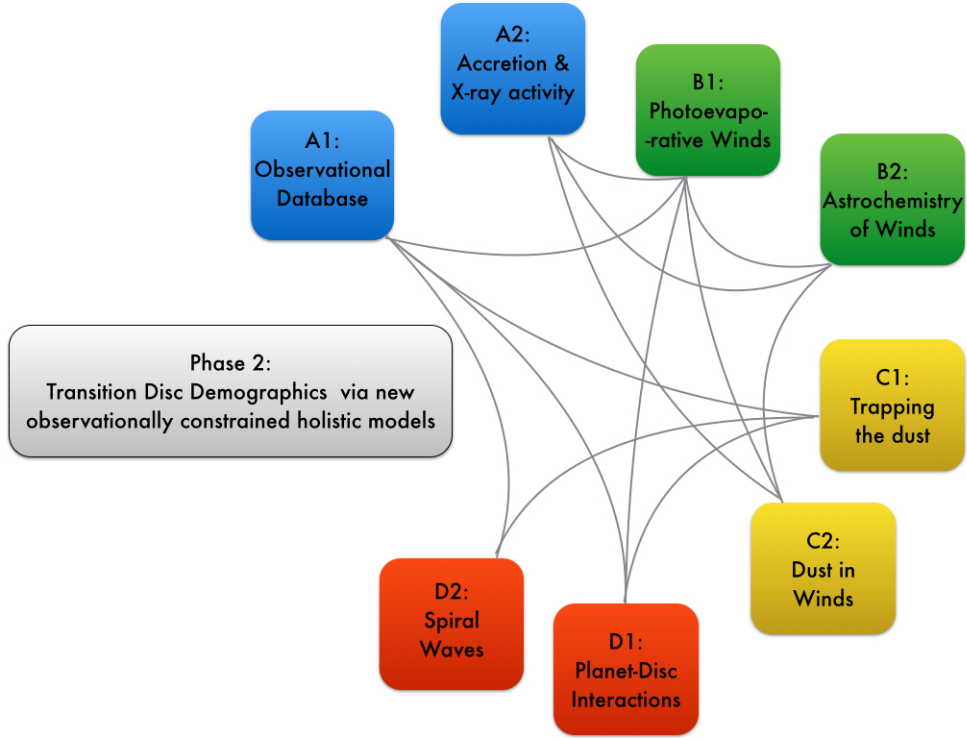 A2:
Accretion &
X-ray activity
B1:
Photoevapo-
-rative Winds
A1:
Observational
Database
B2:
Astrochemistry
of Winds
Phase 2:
Transition Disc Demographics via new
observationally constrained holistic models
C1:
Trapping
the dust
C2:
Dust in
Winds
D2:
Spiral
Waves
D1:
Planet-Disc
Interactions